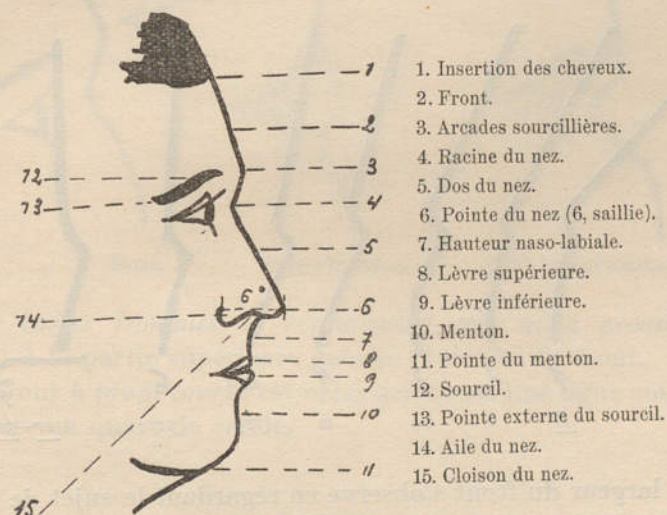 1 1. Insertion des cheveux.
2 2. Front.
3 3. Arcades sourcillières.
12
13
4 4. Racine du nez.
5 5. Dos du nez.
6° 6 6. Pointe du nez (6, saillie).
14
7 7. Hauteur naso-labiale.
8 8. Lèvre supérieure.
9 9. Lèvre inférieure.
10 10. Menton.
11 11. Pointe du menton.
12. Sourcil.
13. Pointe externe du sourcil.
14. Aile du nez.
15 15. Cloison du nez.